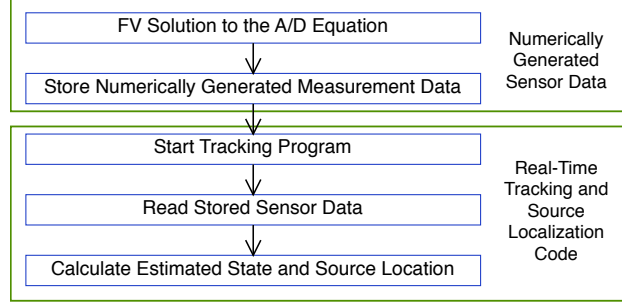 FV Solution to the A/D Equation
Store Numerically Generated Measurement Data
Numerically
Generated
Sensor Data
Start Tracking Program
Read Stored Sensor Data
Calculate Estimated State and Source Location
Real-Time
Tracking and
Source
Localization
Code